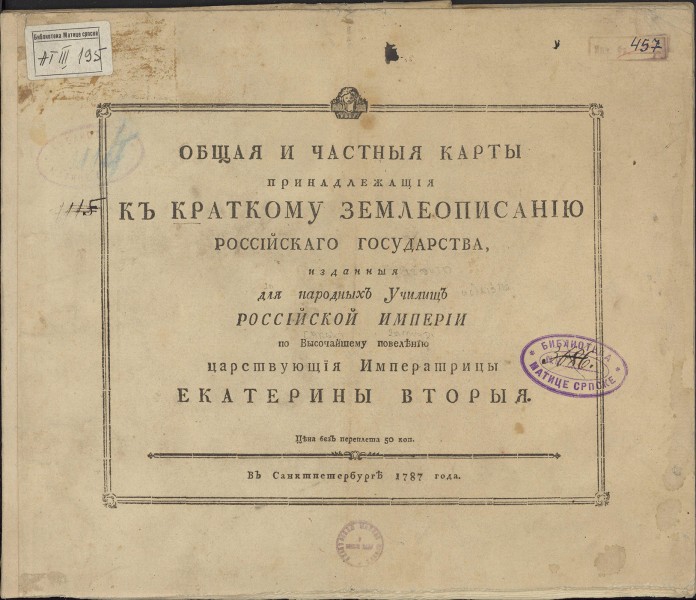 Библиотека Матице српске
АГ III 195
457
115
ОБЩАЯ И ЧАСТНЫЯ КАРТЫ
ПРИНАДЛЕЖАЩІЯ
КЪ КРАТКОМУ ЗЕМЛЕОПИСАНІЮ
РОССІЙСКАГО ГОСУДАРСТВА,
изданныя
для народныхъ Училищъ
РОССІЙСКОЙ ИМПЕРІИ
по Высочайшему повелѣнію
царствующія Императрицы
ЕКАТЕРИНЫ ВТОРЫЯ.
БИБЛИОТЕКА
МАТИЦЕ СРПСКЕ
Цѣна безъ переплета 50 коп.
Въ Санктпетербургѣ 1787 года.